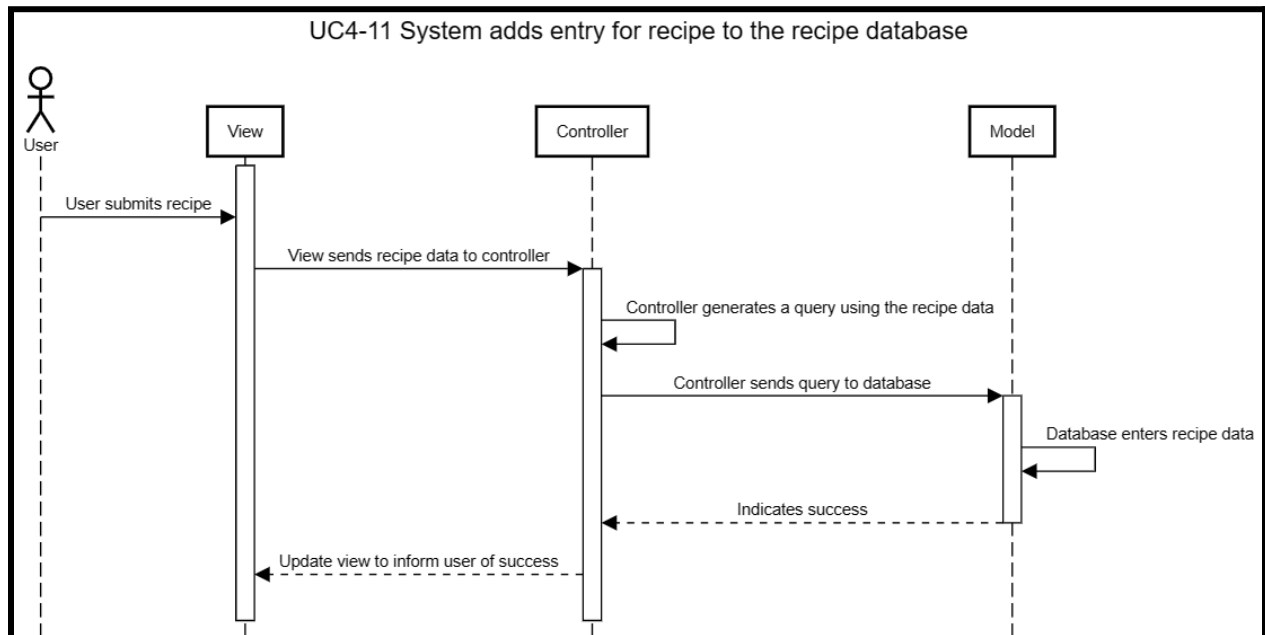 UC4-11 System adds entry for recipe to the recipe database
User
View
Controller
Model
User submits recipe
View sends recipe data to controller
Controller generates a query using the recipe data
Controller sends query to database
Database enters recipe data
Indicates success
Update view to inform user of success